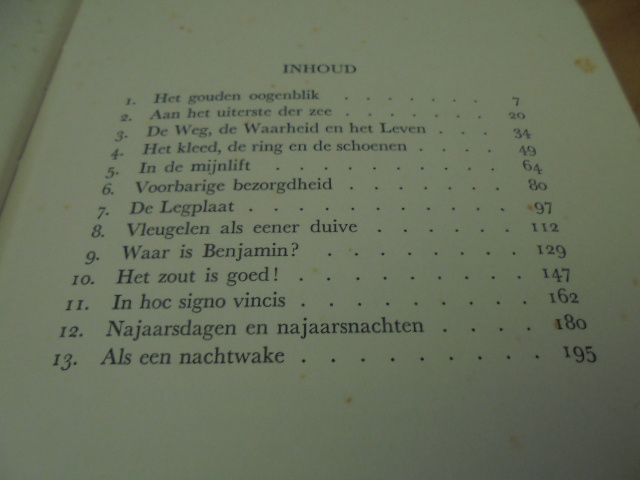 INHOUD
1. Het gouden oogenblik . . . . . . . 7
2. Aan het uiterste der zee . . . . . . . 20
3. De Weg, de Waarheid en het Leven . . . 34
4. Het kleed, de ring en de schoenen . . . . 49
5. In de mijnlift . . . . . . . . . . 64
6. Voorbarige bezorgdheid . . . . . . . 80
7. De Legplaat . . . . . . . . . . . 97
8. Vleugelen als eener duive . . . . . . 112
9. Waar is Benjamin? . . . . . . . . 129
10. Het zout is goed! . . . . . . . . . 147
11. In hoc signo vincis . . . . . . . . . 162
12. Najaarsdagen en najaarsnachten . . . . 180
13. Als een nachtwake . . . . . . . . . 195